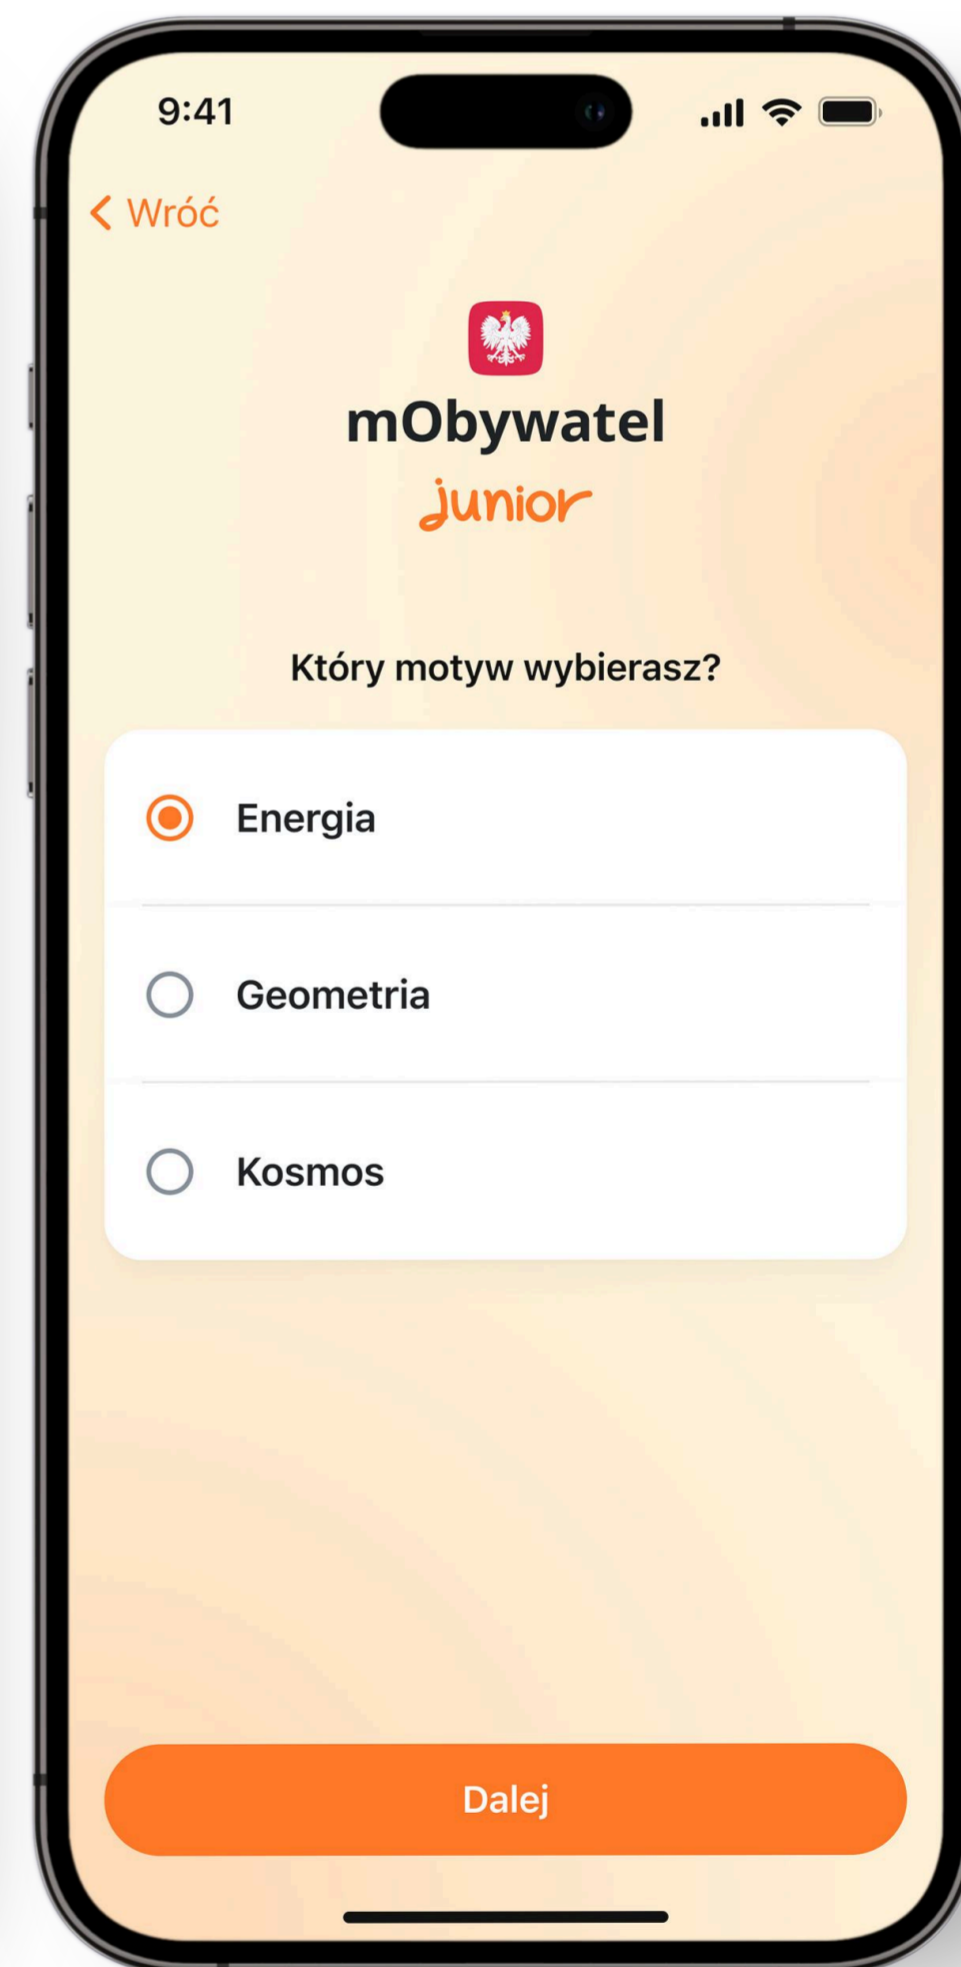 9:41
Wróć
mObywatel
junior
Który motyw wybierasz?
Energia
Geometria
Kosmos
Dalej